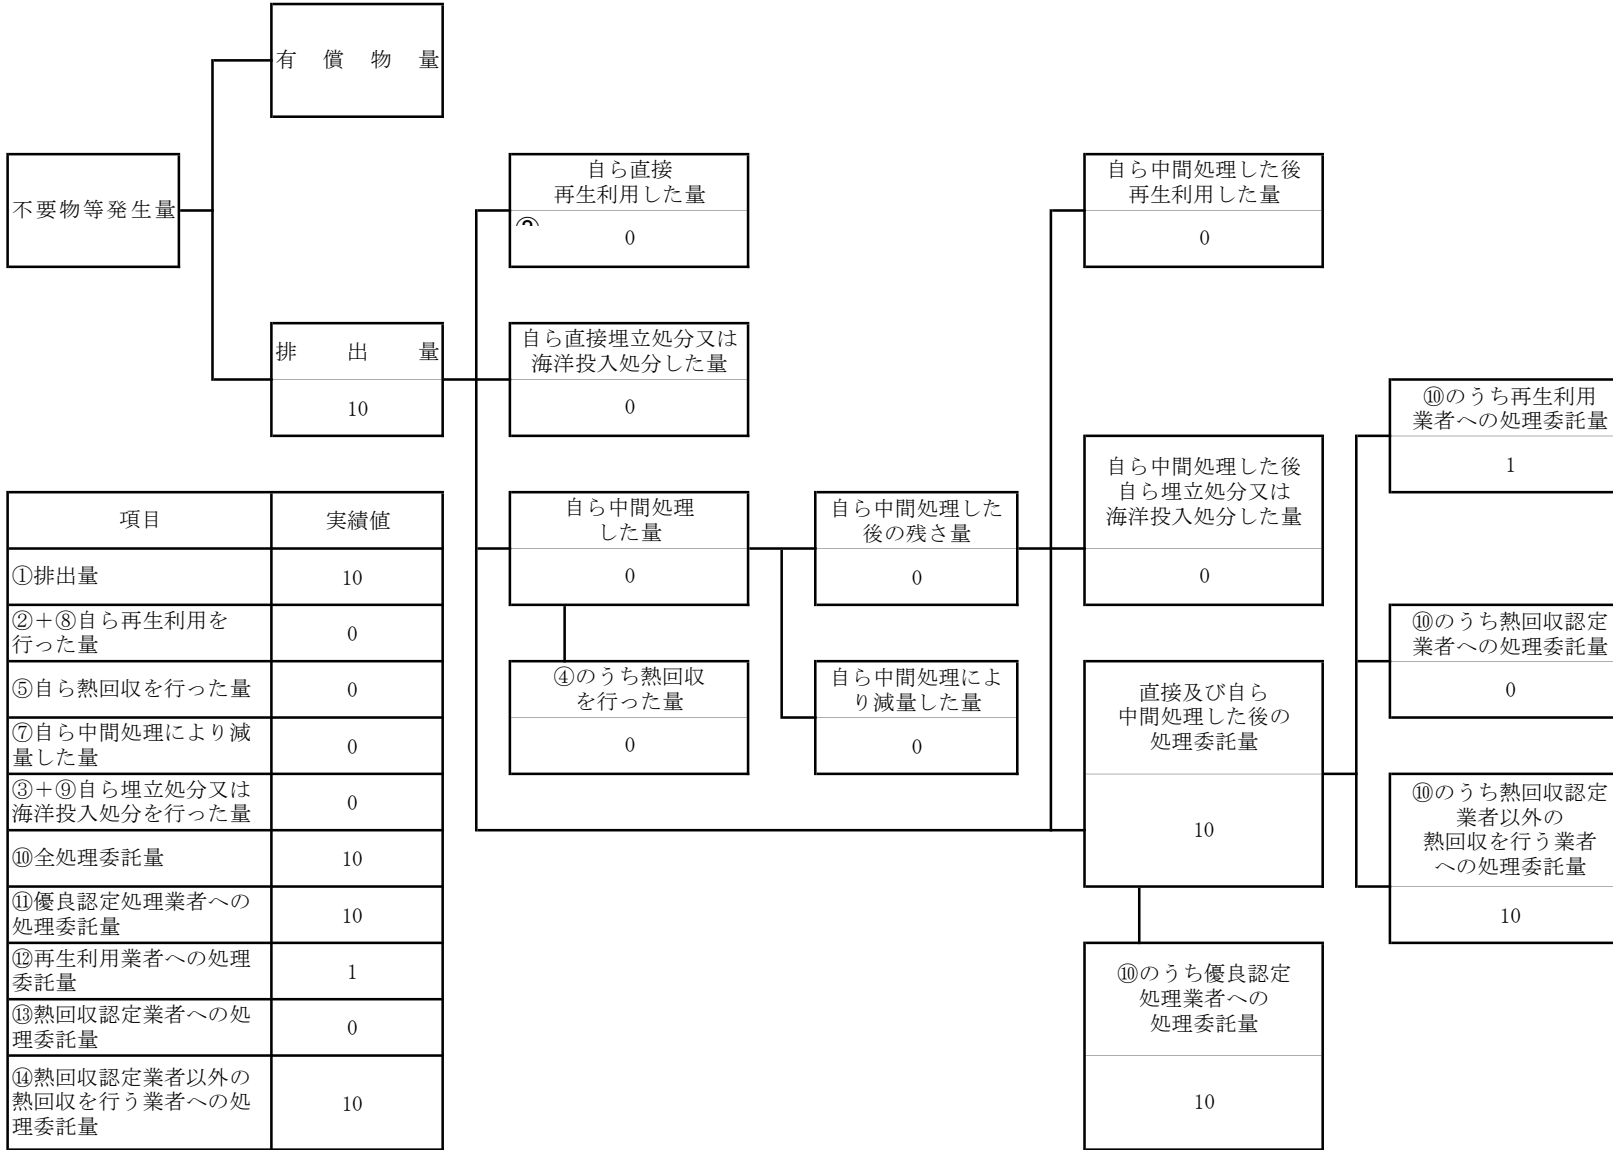 有償物量
不要物等発生量
排出量
10
自ら直接
再生利用した量
0
自ら直接埋立処分又は
海洋投入処分した量
0
自ら中間処理
した量
0
④のうち熱回収
を行った量
0
自ら中間処理した
後の残さ量
0
自ら中間処理によ
り減量した量
0
自ら中間処理した後
再生利用した量
0
自ら中間処理した後
自ら埋立処分又は
海洋投入処分した量
0
直接及び自ら
中間処理した後の
処理委託量
10
⑩のうち優良認定
処理業者への
処理委託量
10
⑩のうち再生利用
業者への処理委託量
1
⑩のうち熱回収認定
業者への処理委託量
0
⑩のうち熱回収認定
業者以外の
熱回収を行う業者
への処理委託量
10
項目 実績値
①排出量 10
②+⑧自ら再生利用を
行った量 0
⑤自ら熱回収を行った量 0
⑦自ら中間処理により減
量した量 0
③+⑨自ら埋立処分又は
海洋投入処分を行った量 0
⑩全処理委託量 10
⑪優良認定処理業者への
処理委託量 10
⑫再生利用業者への処理
委託量 1
⑬熱回収認定業者への処
理委託量 0
⑭熱回収認定業者以外の
熱回収を行う業者への処
理委託量 10